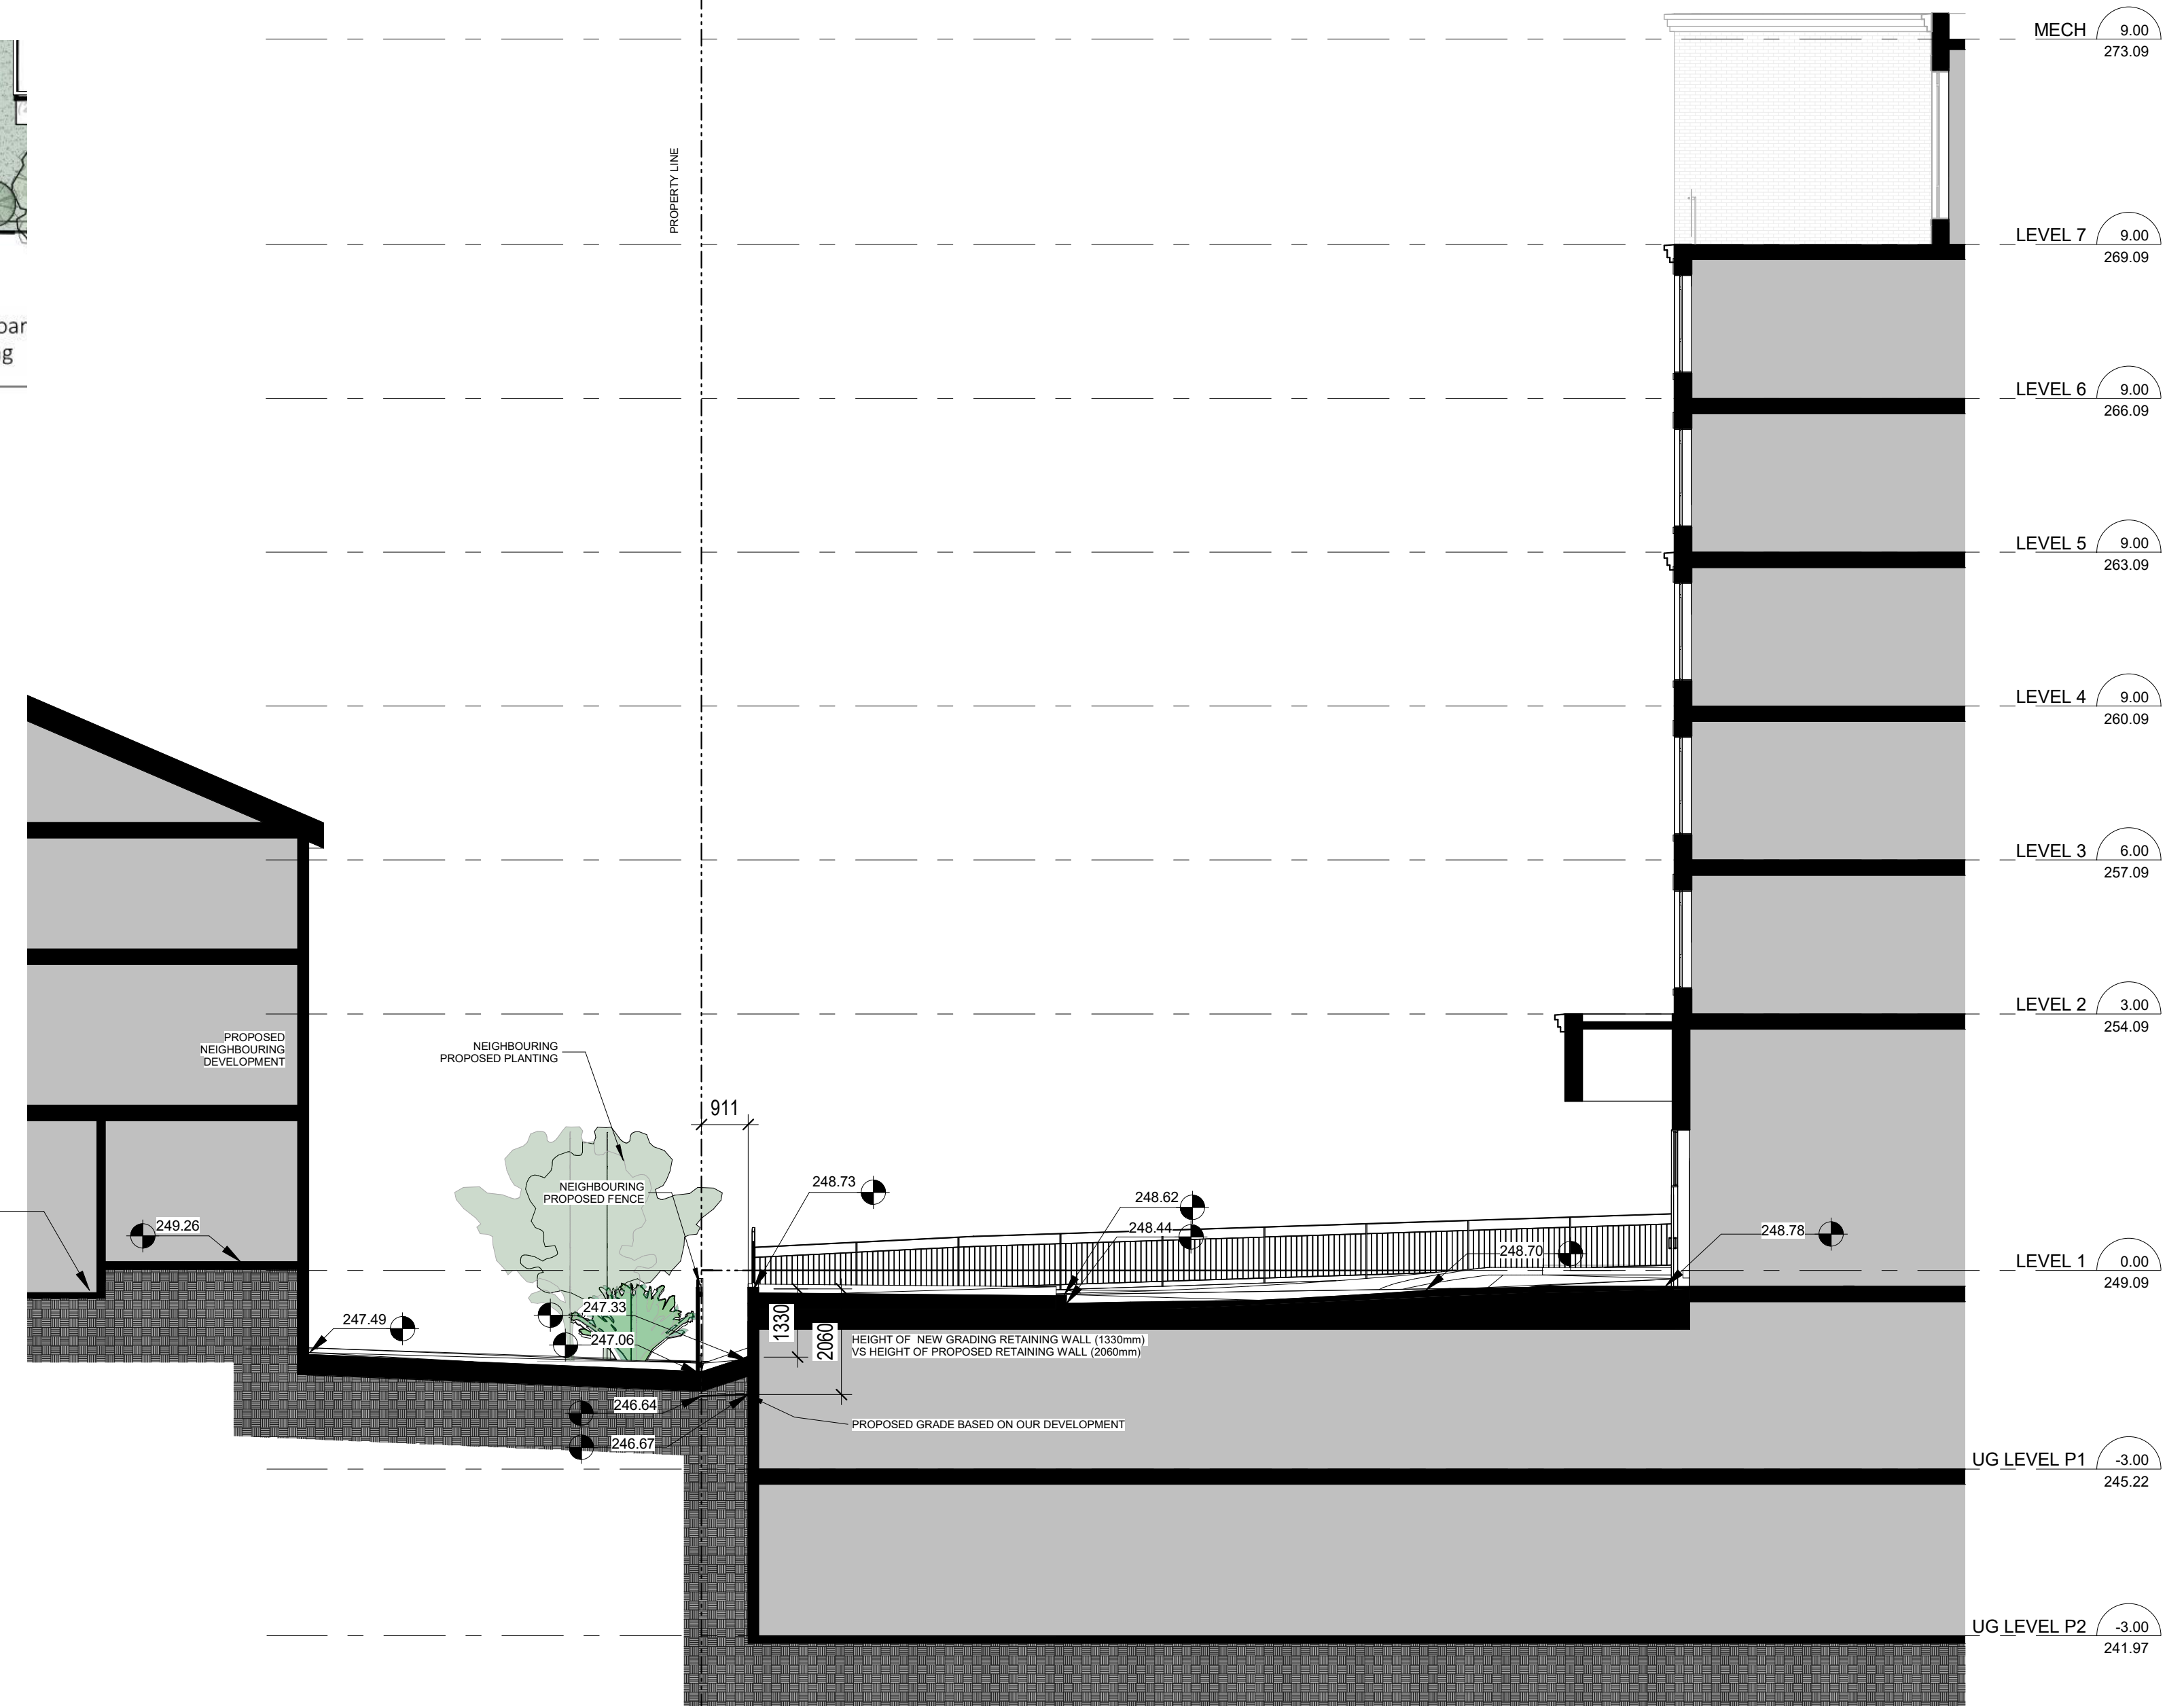 MECH 9.00
273.09
PROPERTY LINE
LEVEL 7 9.00
269.09
LEVEL 6 9.00
266.09
LEVEL 5 9.00
263.09
LEVEL 4 9.00
260.09
LEVEL 3 6.00
257.09
LEVEL 2 3.00
254.09
PROPOSED
NEIGHBOURING
DEVELOPMENT
NEIGHBOURING
PROPOSED PLANTING
911
NEIGHBOURING
PROPOSED FENCE
248.73
248.62
248.44
248.70
248.78
249.26
LEVEL 1 0.00
249.09
247.49
247.33
247.06
1330
2060
HEIGHT OF NEW GRADING RETAINING WALL (1330mm)
VS HEIGHT OF PROPOSED RETAINING WALL (2060mm)
246.64
246.67
PROPOSED GRADE BASED ON OUR DEVELOPMENT
UG LEVEL P1 -3.00
245.22
UG LEVEL P2 -3.00
241.97